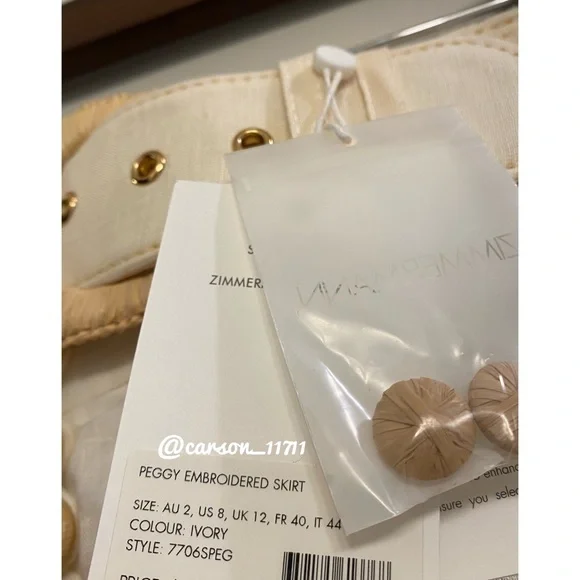 ZIMMERMANN
ZIMMER
@carson_11711
PEGGY EMBROIDERED SKIRT
SIZE: AU 2, US 8, UK 12, FR 40, IT 44
COLOUR: IVORY
STYLE: 7706SPEG
you